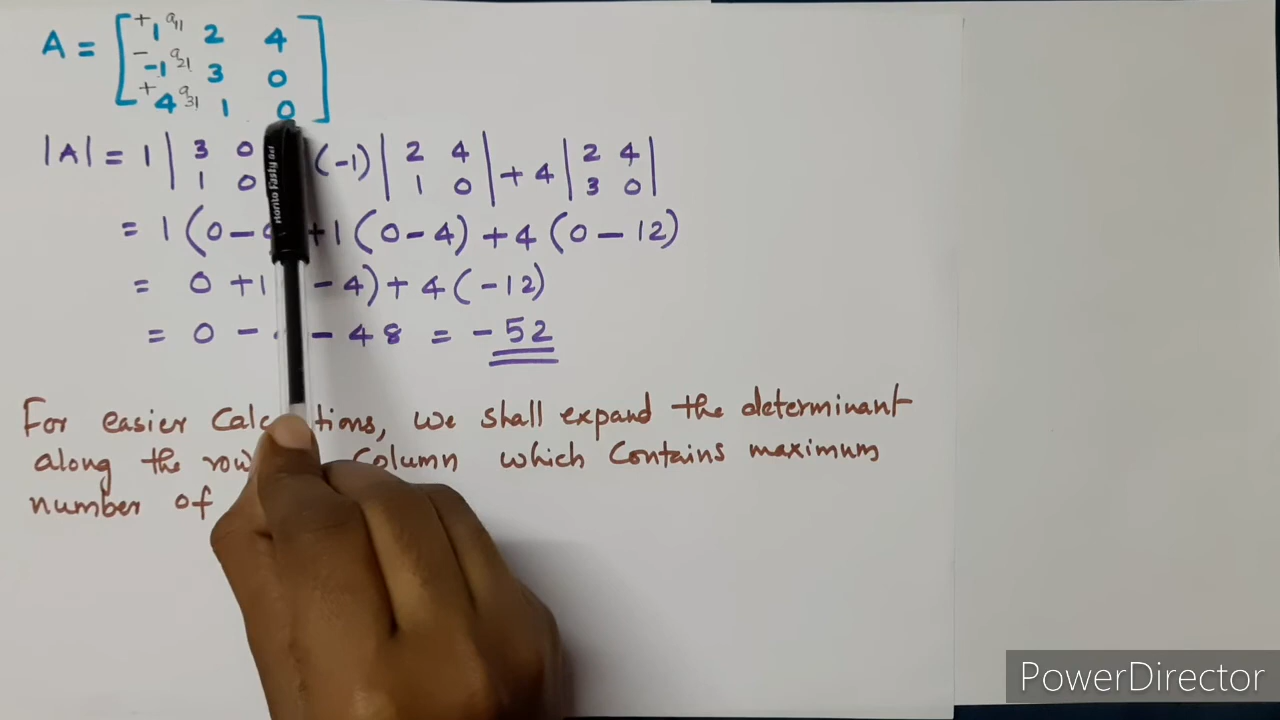 A = [ + 1 a11 2 4
- -1 a21 3 0
+ 4 a31 1 0 ]
|A| = 1 | 3 0 (-1) | 2 4 | + 4 | 2 4 |
| 1 0 | 1 0 | | 3 0 |
= 1 (0 - +1 (0 - 4) + 4 (0 - 12)
= 0 + 1 - 4) + 4 (-12)
= 0 - - 48 = -52
For easier we shall expand the determinant
along the column which contains maximum
number of
Manto Fasty gel
PowerDirector